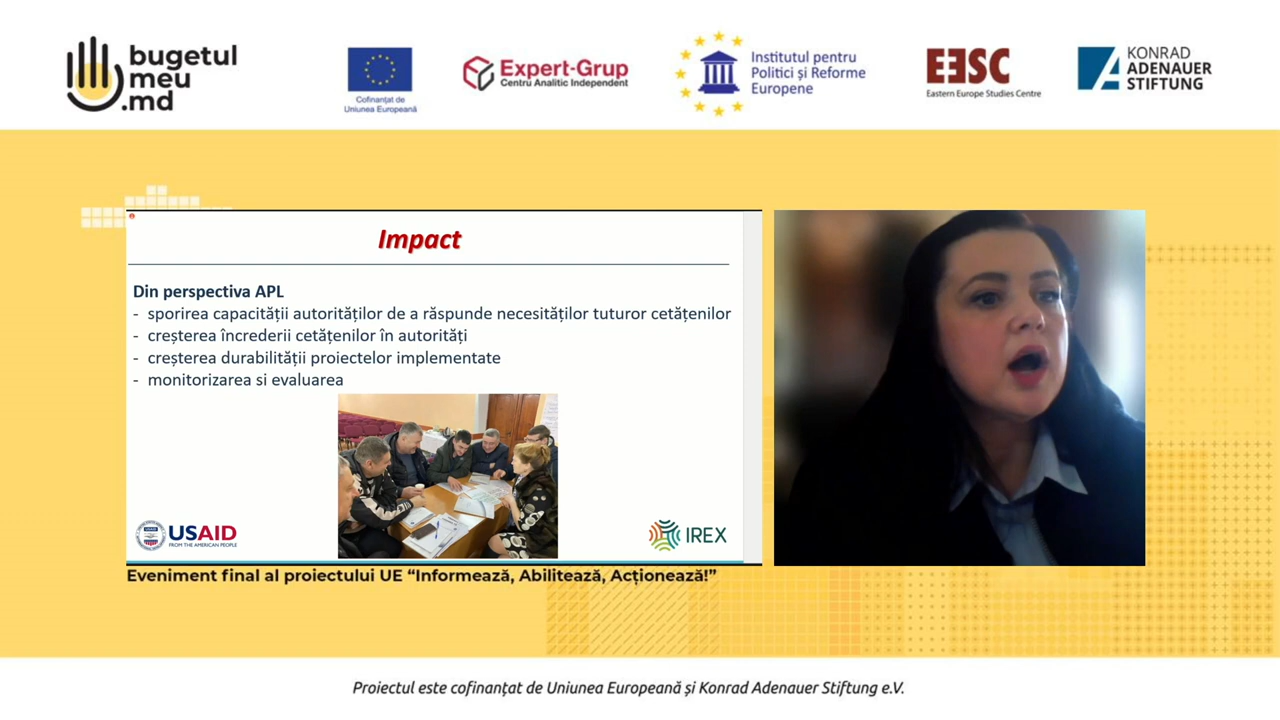 bugetul
meu
.md
Cofinanțat de
Uniunea Europeană
Expert-Grup
Centru Analitic Independent
Institutul pentru
Politici și Reforme
Europene
EESC
Eastern Europe Studies Centre
KONRAD
ADENAUER
STIFTUNG
Impact
Din perspectiva APL
- sporirea capacității autorităților de a răspunde necesităților tuturor cetățenilor
- creșterea încrederii cetățenilor în autorități
- creșterea durabilității proiectelor implementate
- monitorizarea si evaluarea
USAID
FROM THE AMERICAN PEOPLE
IREX
Eveniment final al proiectului UE “Informează, Abilitează, Acționează!”
Proiectul este cofinanțat de Uniunea Europeană și Konrad Adenauer Stiftung e.V.